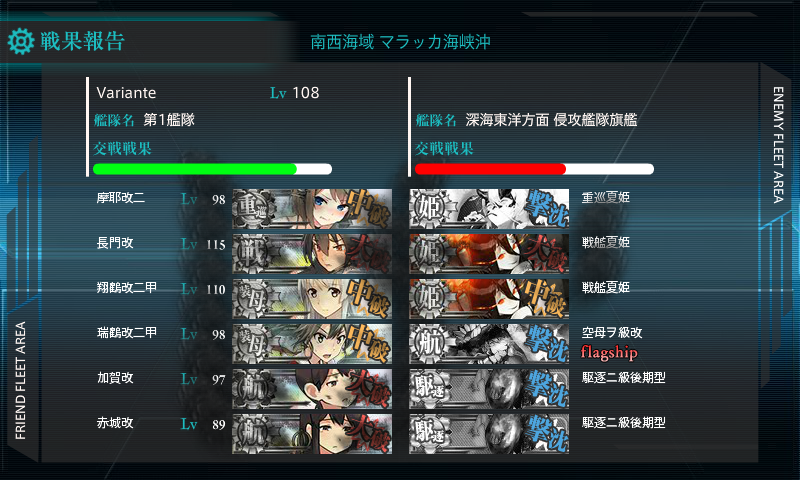 戦果報告
南西海域 マラッカ海峡沖
Variante Lv 108
艦隊名 第1艦隊
交戦戦果
深海東洋方面 侵攻艦隊旗艦
艦隊名
交戦戦果
摩耶改二 Lv 98 重巡 中破
長門改 Lv 115 戦 大破
翔鶴改二甲 Lv 110 装母 中破
瑞鶴改二甲 Lv 98 装母 中破
加賀改 Lv 97 航 大破
赤城改 Lv 89 航 大破
姫 撃沈 重巡夏姫
姫 大破 戦艦夏姫
姫 中破 戦艦夏姫
航 撃沈 空母ヲ級改
flagship
駆逐 撃沈 駆逐二級後期型
駆逐 撃沈 駆逐二級後期型
FRIEND FLEET AREA
ENEMY FLEET AREA